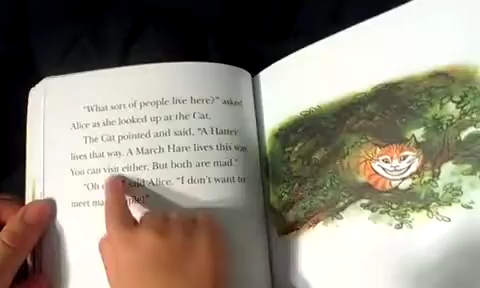 "What sort of people live here?" asked
Alice as she looked up at the Cat.
The Cat pointed and said, "A Hatter
lives that way. A March Hare lives this way.
You can visit either. But both are mad."
"Oh said Alice. "I don't want to
meet